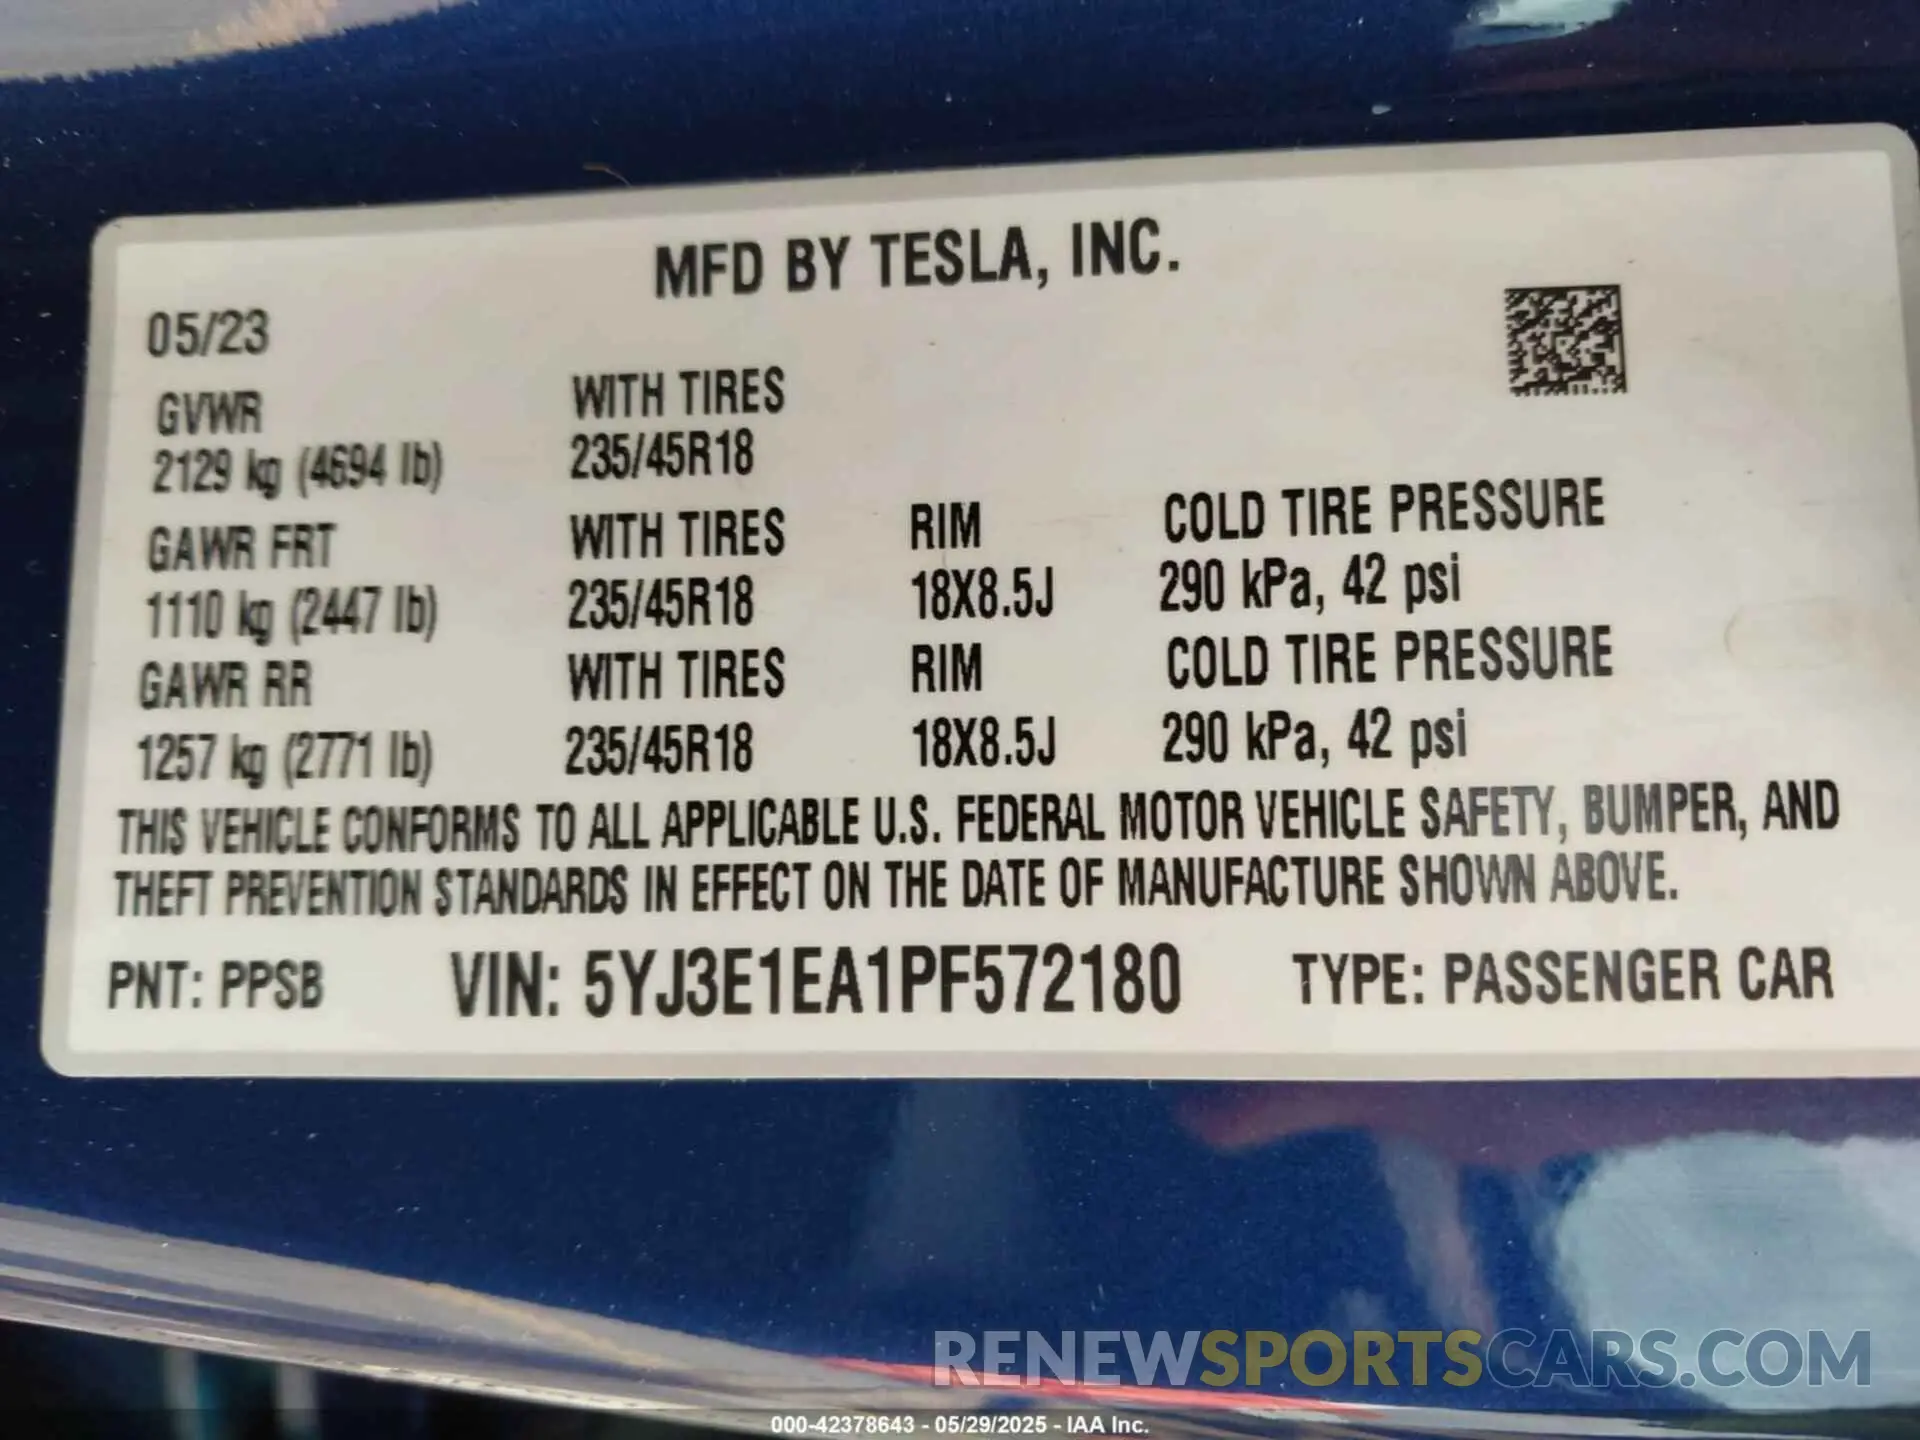 MFD BY TESLA, INC.
05/23
GVWR WITH TIRES
2129 kg (4694 lb) 235/45R18
GAWR FRT WITH TIRES RIM COLD TIRE PRESSURE
1110 kg (2447 lb) 235/45R18 18X8.5J 290 kPa, 42 psi
GAWR RR WITH TIRES RIM COLD TIRE PRESSURE
1257 kg (2771 lb) 235/45R18 18X8.5J 290 kPa, 42 psi
THIS VEHICLE CONFORMS TO ALL APPLICABLE U.S. FEDERAL MOTOR VEHICLE SAFETY, BUMPER, AND
THEFT PREVENTION STANDARDS IN EFFECT ON THE DATE OF MANUFACTURE SHOWN ABOVE.
PNT: PPSB VIN: 5YJ3E1EA1PF572180 TYPE: PASSENGER CAR
RENEWSPORTSCARS.COM
000-42378643 - 05/29/2025 - IAA Inc.